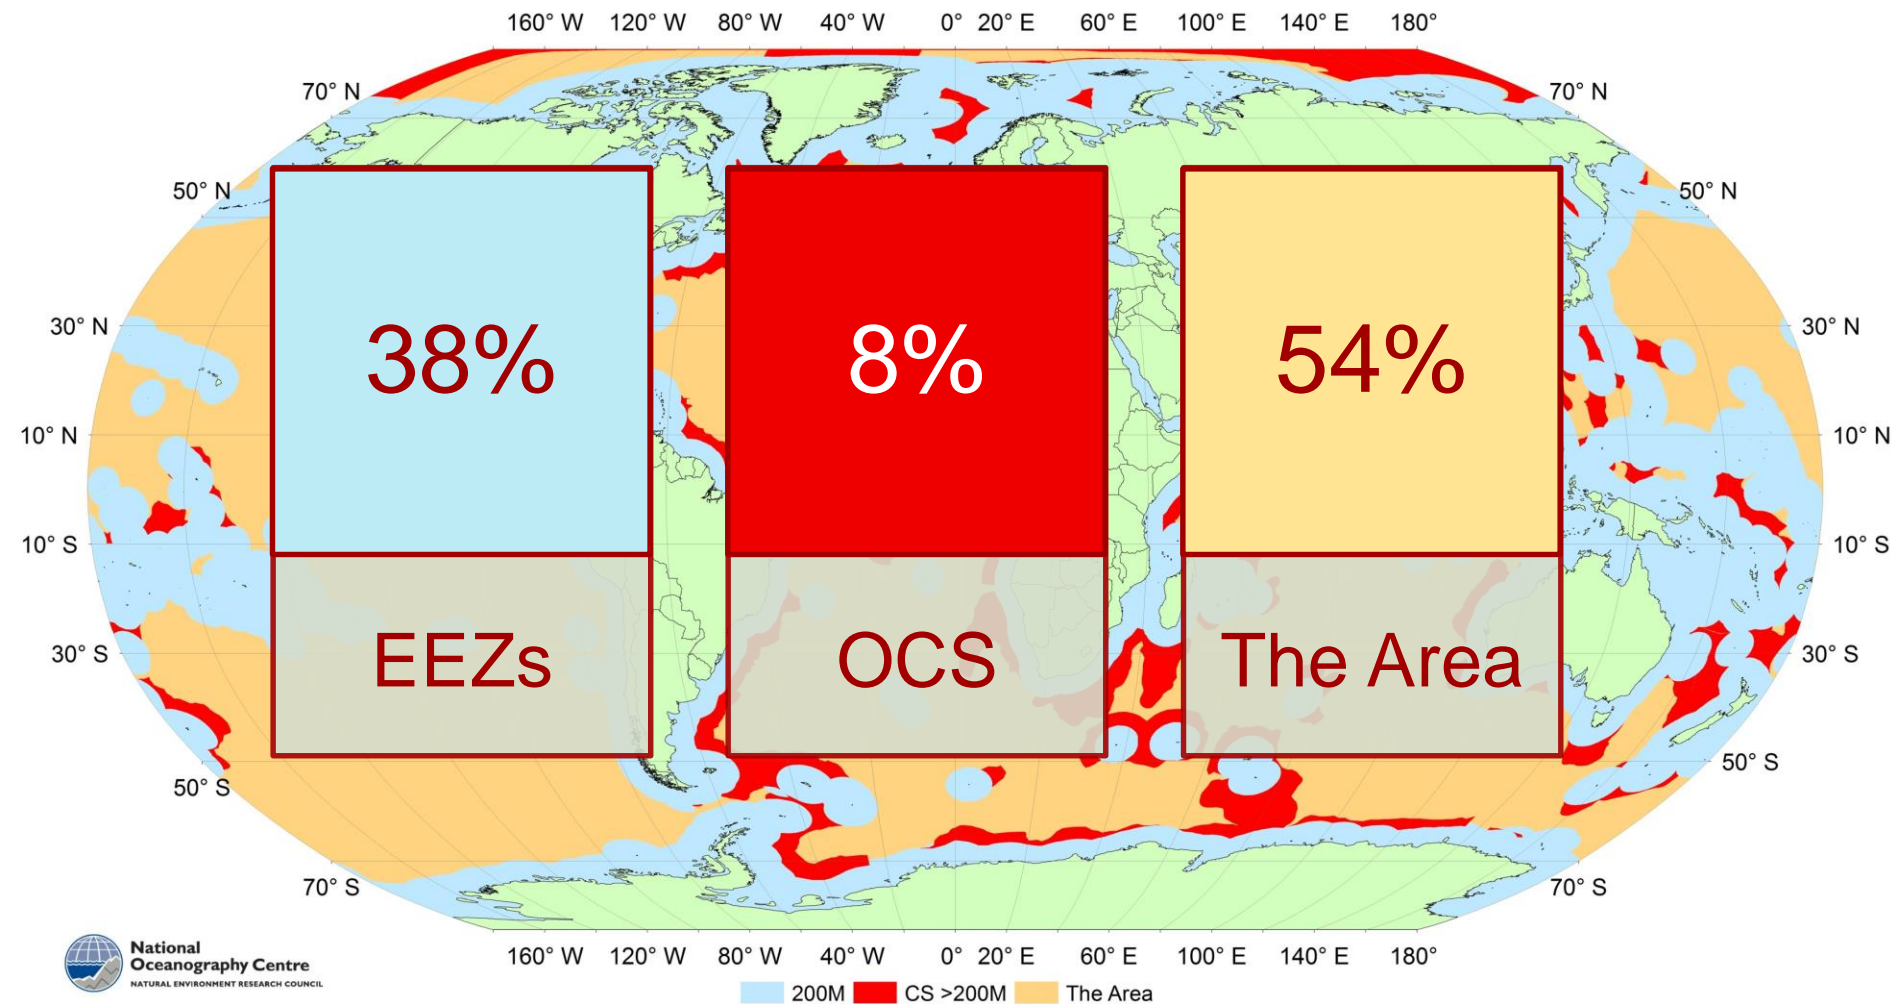 160° W 120° W 80° W 40° W 0° 20° E 60° E 100° E 140° E 180°
70° N 70° N
50° N 50° N
30° N 30° N
38% 8% 54%
10° N 10° N
10° S 10° S
30° S 30° S
EEZs OCS The Area
50° S 50° S
70° S 70° S
National
Oceanography Centre
NATURAL ENVIRONMENT RESEARCH COUNCIL
160° W 120° W 80° W 40° W 0° 20° E 60° E 100° E 140° E 180°
200M CS >200M The Area